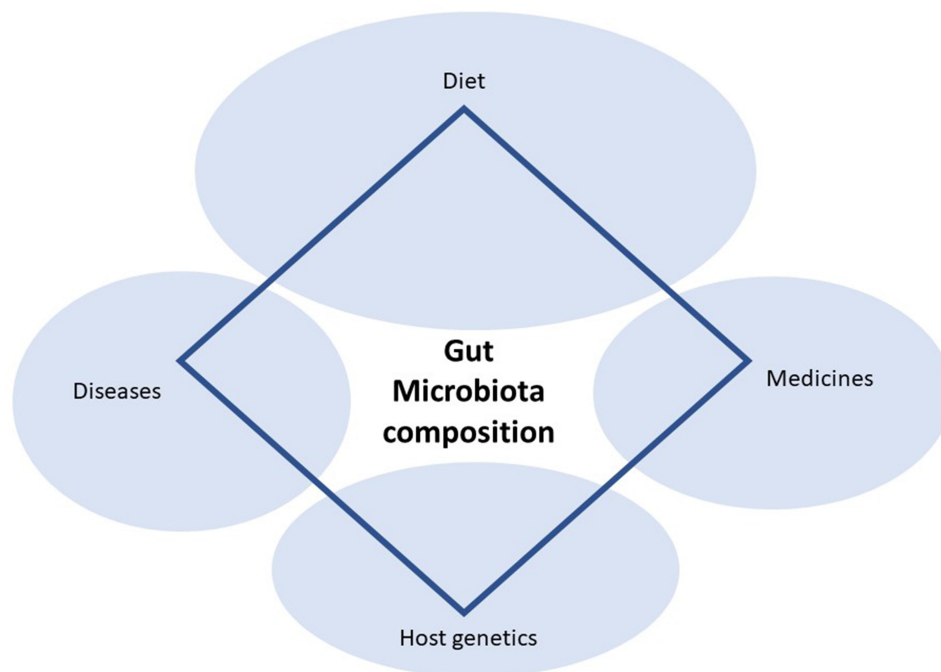 Diet
Gut
Microbiota
composition
Diseases
Medicines
Host genetics